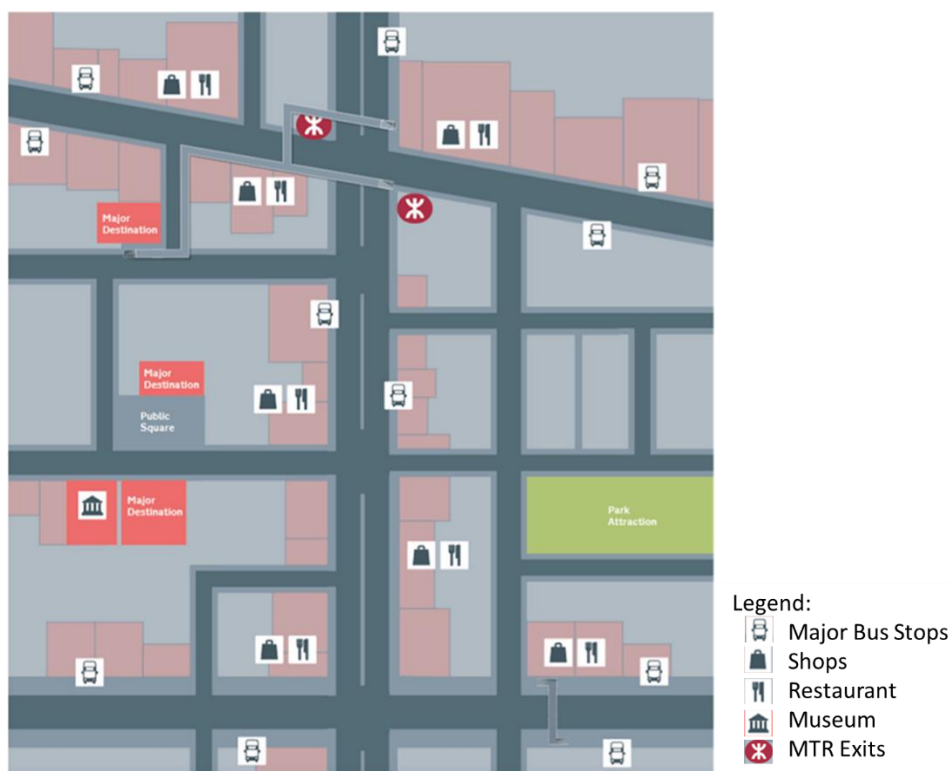 Major
Destination
Major
Destination
Public
Square
Major
Destination
Park
Attraction
Legend:
Major Bus Stops
Shops
Restaurant
Museum
MTR Exits